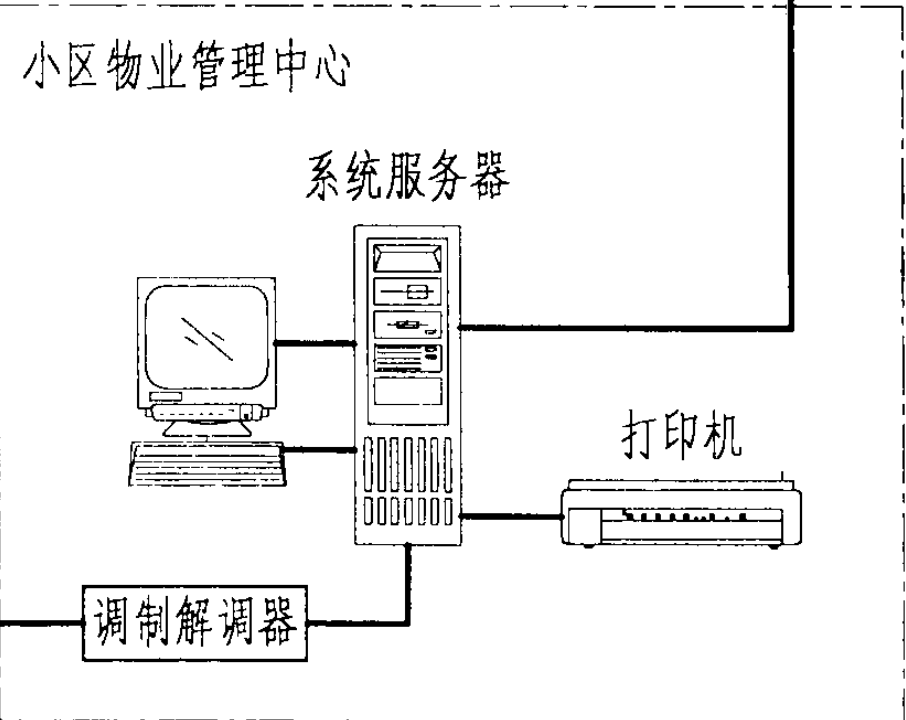 小区物业管理中心
系统服务器
打印机
调制解调器